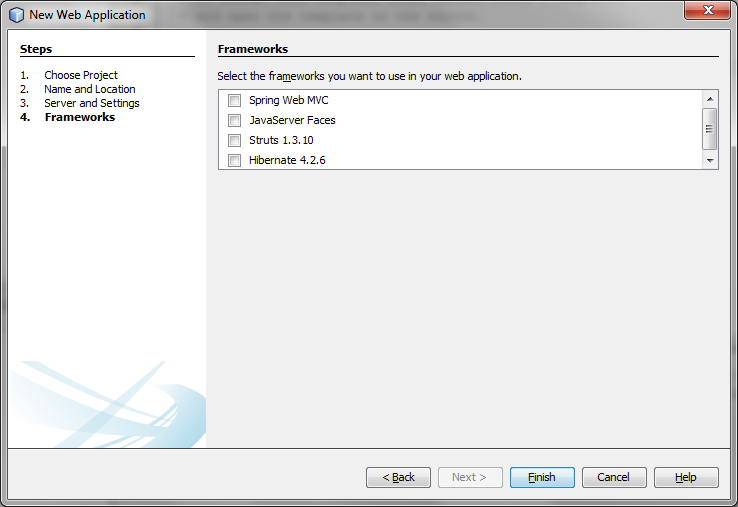 New Web Application
Steps
1. Choose Project
2. Name and Location
3. Server and Settings
4. Frameworks
Frameworks
Select the frameworks you want to use in your web application.
Spring Web MVC
JavaServer Faces
Struts 1.3.10
Hibernate 4.2.6
< Back
Next >
Finish
Cancel
Help